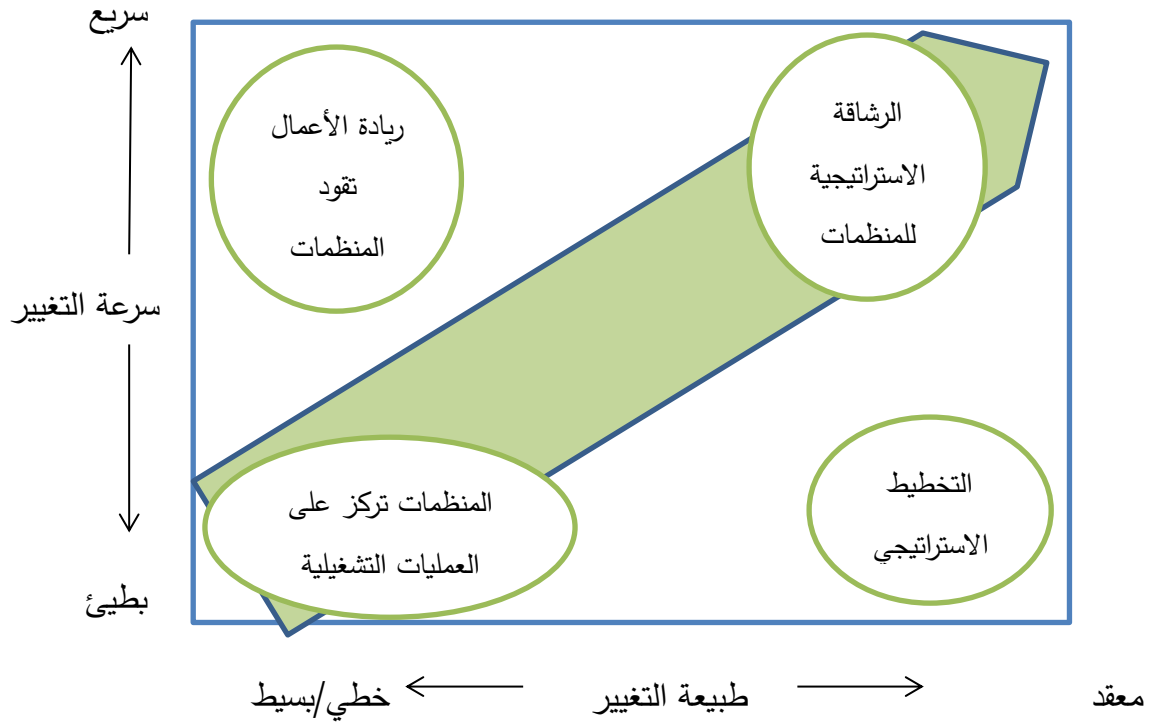 سريع
ريادة الأعمال
تقود
المنظمات
الرشاقة
الاستراتيجية
للمنظمات
سرعة التغيير
المنظمات تركز على
العمليات التشغيلية
التخطيط
الاستراتيجي
بطيئ
خطي/بسيط
طبيعة التغيير
معقد